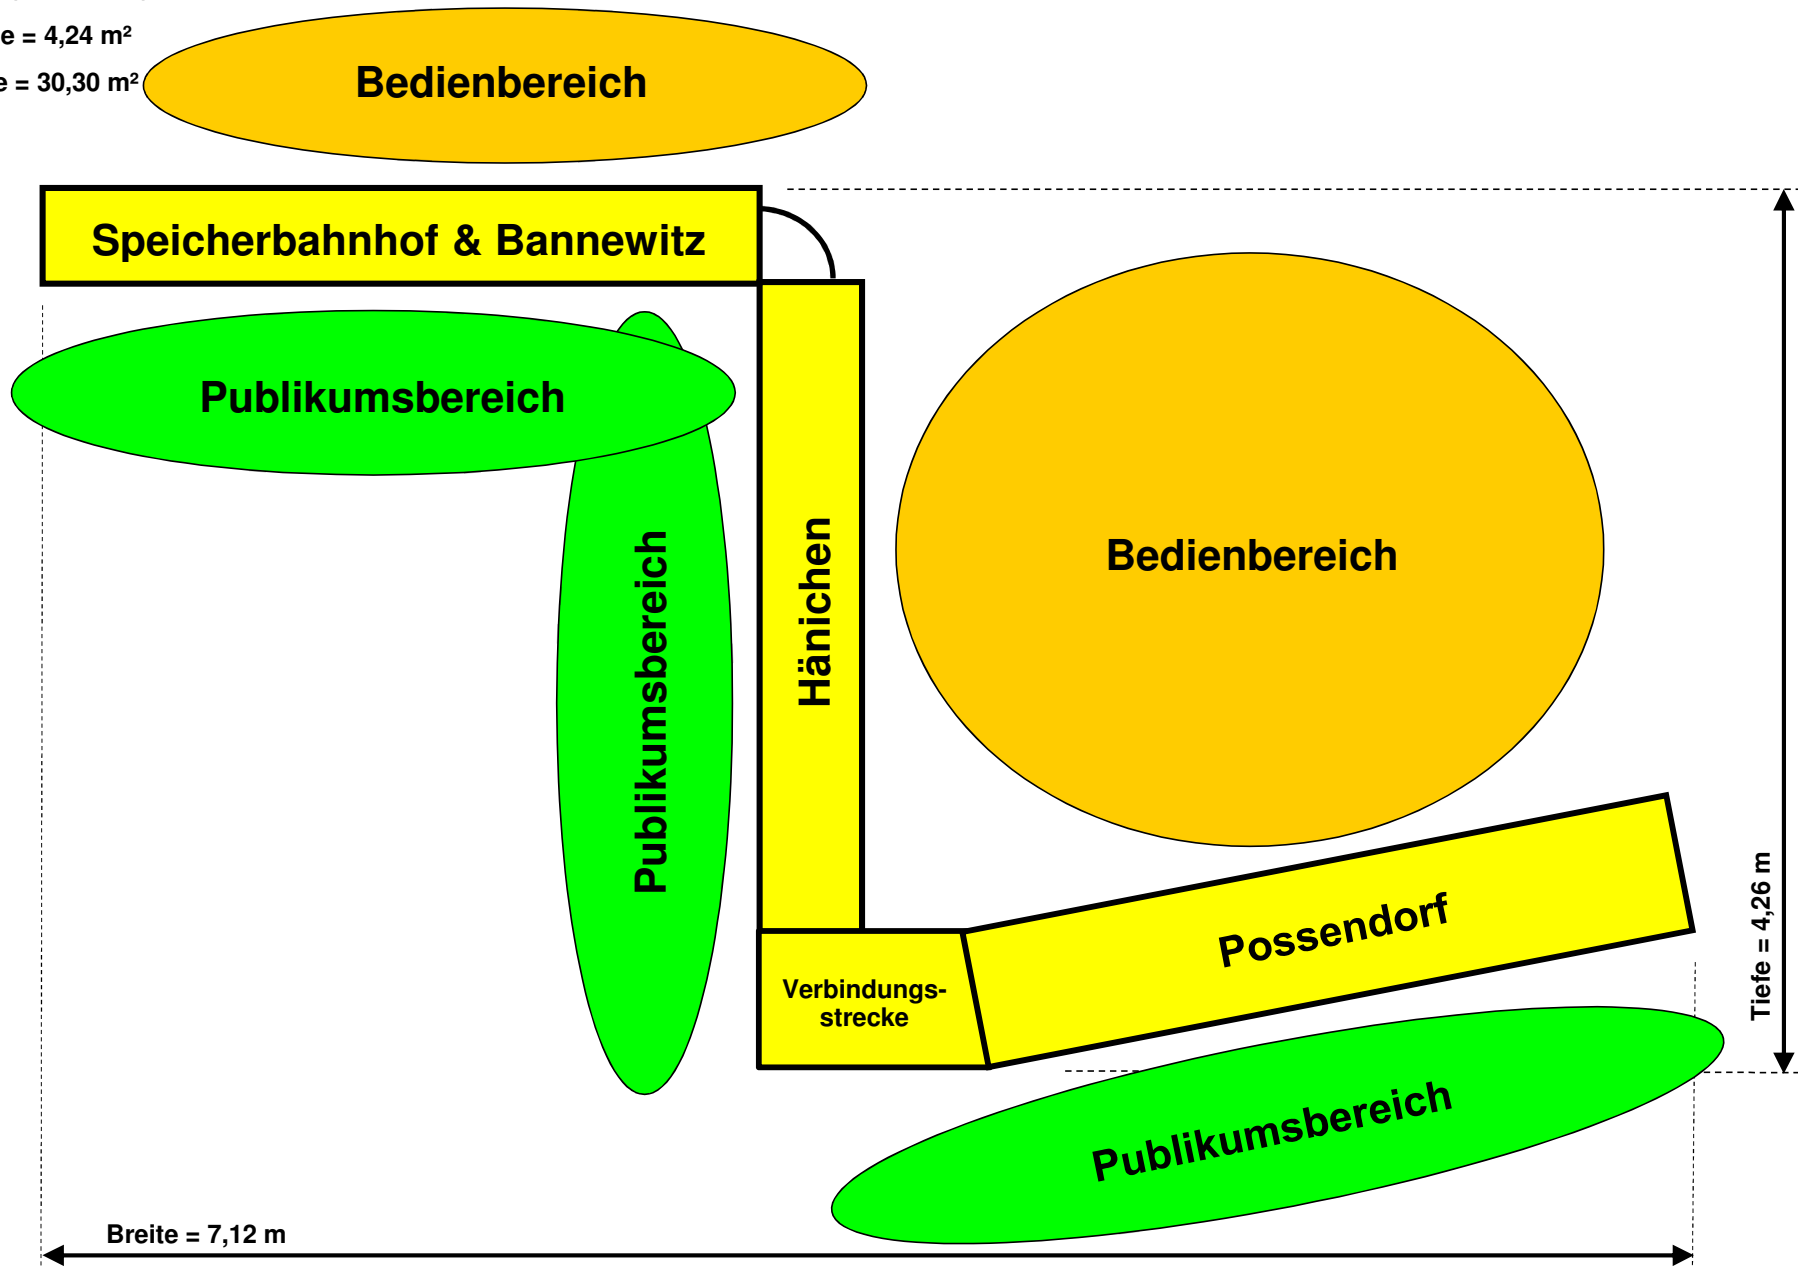 e = 4,24 m²
e = 30,30 m²
Bedienbereich
Speicherbahnhof & Bannewitz
Publikumsbereich
Publikumsbereich
Hänichen
Bedienbereich
Verbindungs-
strecke
Possendorf
Publikumsbereich
Tiefe = 4,26 m
Breite = 7,12 m